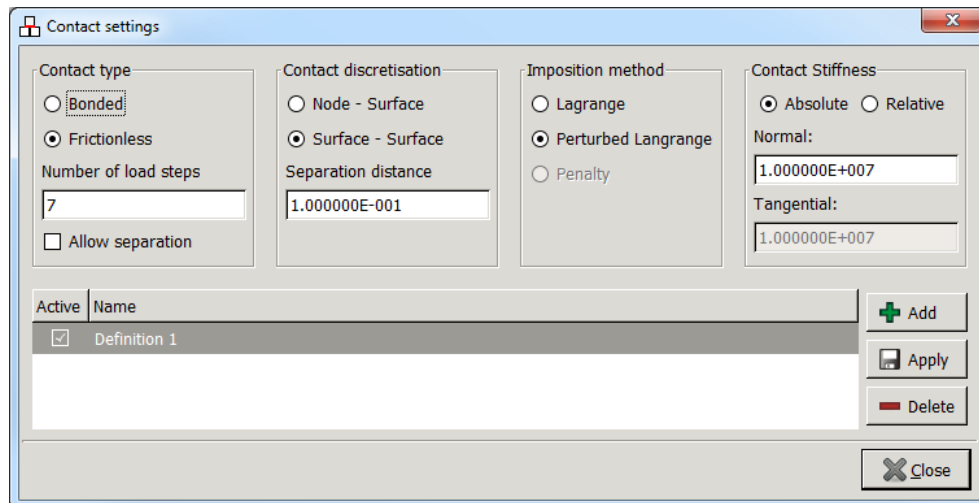 Contact settings
Contact type
Bonded
Frictionless
Number of load steps
7
Allow separation
Contact discretisation
Node - Surface
Surface - Surface
Separation distance
1.000000E-001
Imposition method
Lagrange
Perturbed Langrange
Penalty
Contact Stiffness
Absolute Relative
Normal:
1.000000E+007
Tangential:
1.000000E+007
Active Name
Definition 1
Add
Apply
Delete
Close